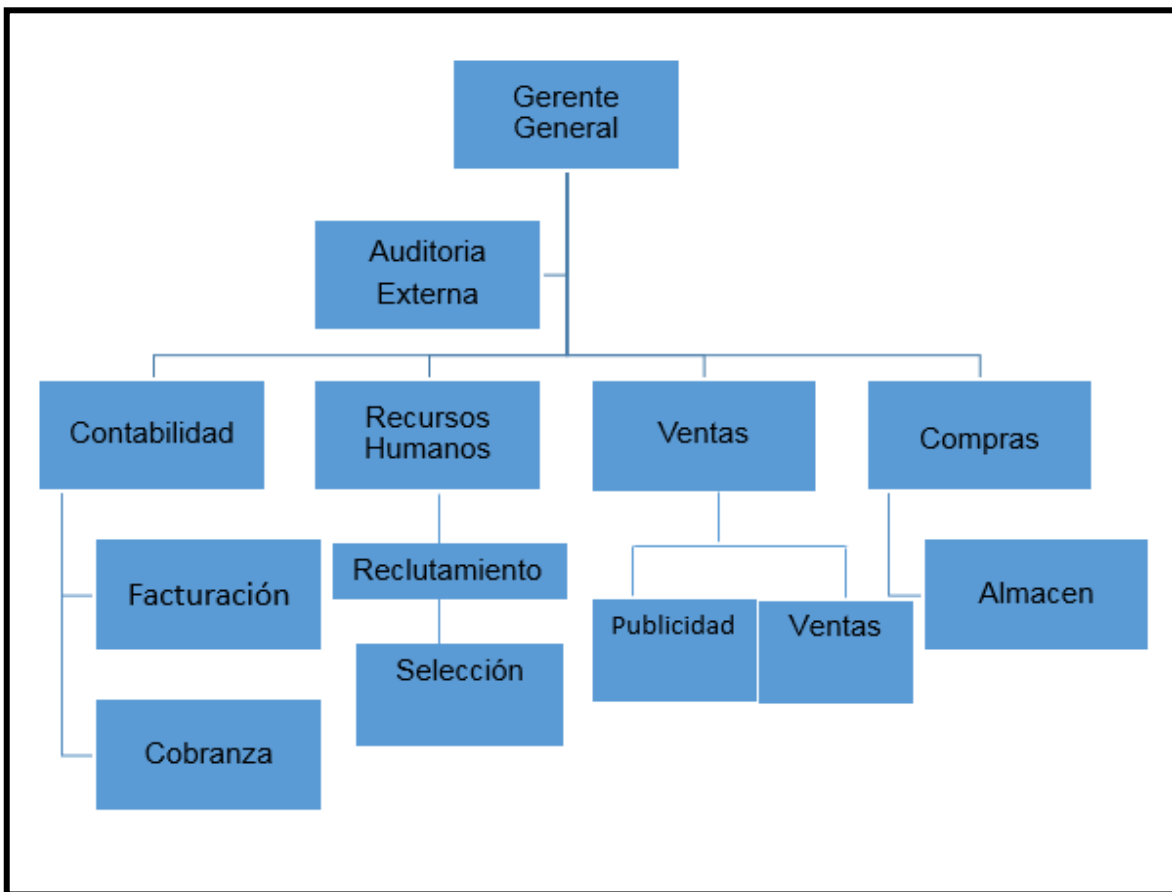 Gerente
General
Auditoria
Externa
Contabilidad
Recursos
Humanos
Ventas
Compras
Facturación
Reclutamiento
Publicidad
Ventas
Almacen
Selección
Cobranza